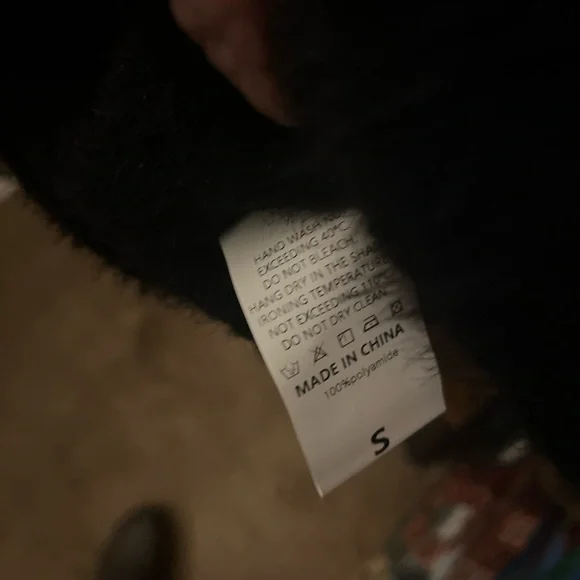 HAND WASH
EXCEEDING 40°C.
DO NOT BLEACH.
HANG DRY IN THE
IRONING TEMPERATURE
NOT EXCEEDING 110°C
DO NOT DRY CLEAN
MADE IN CHINA
100%polyamide
S